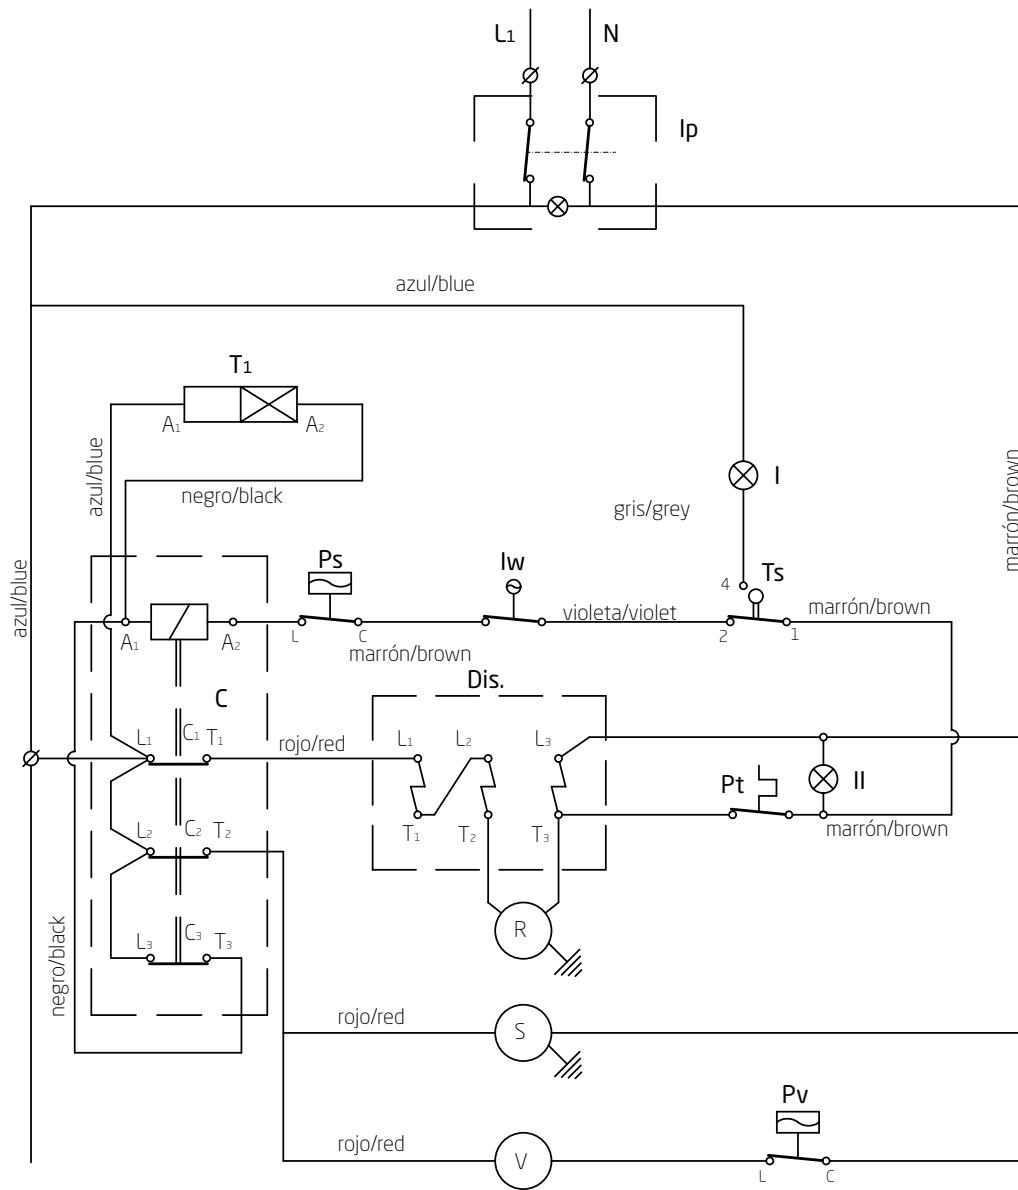 L1 N
Ip
azul/blue
T1
A1 A2
azul/blue
negro/black
I
gris/grey
marrón/brown
Ps
Iw
4 Ts
azul/blue
violeta/violet
marrón/brown
A1 A2 L C 2 1
marrón/brown
Dis.
C
L1 C1 T1
rojo/red
L1 L2 L3
Pt II
L2 C2 T2
T1 T2 T3
marrón/brown
L3 C3 T3
R
negro/black
rojo/red
S
Pv
rojo/red
V
L C